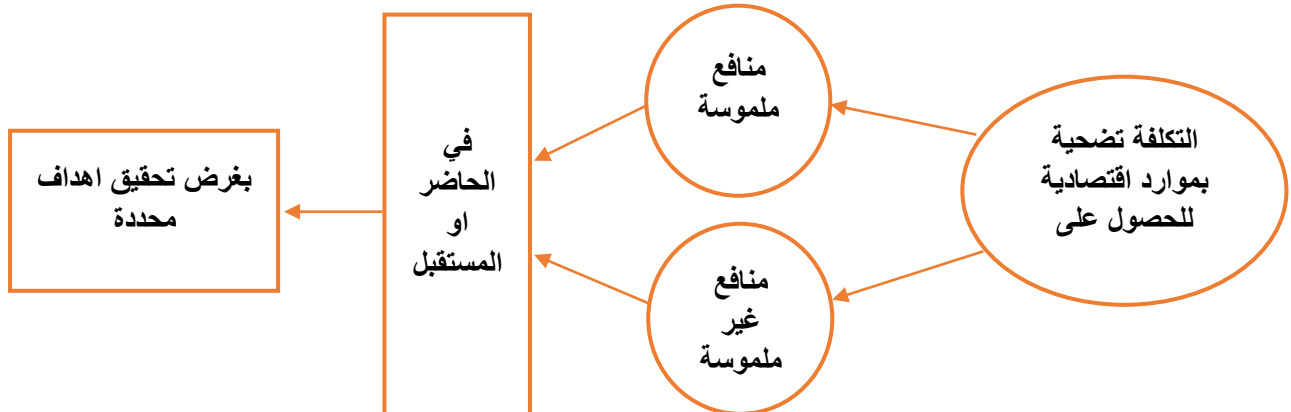 التكلفة تضحية
بموارد اقتصادية
للحصول على
منافع
ملموسة
منافع
غير
ملموسة
في
الحاضر
او
المستقبل
بغرض تحقيق اهداف
محددة